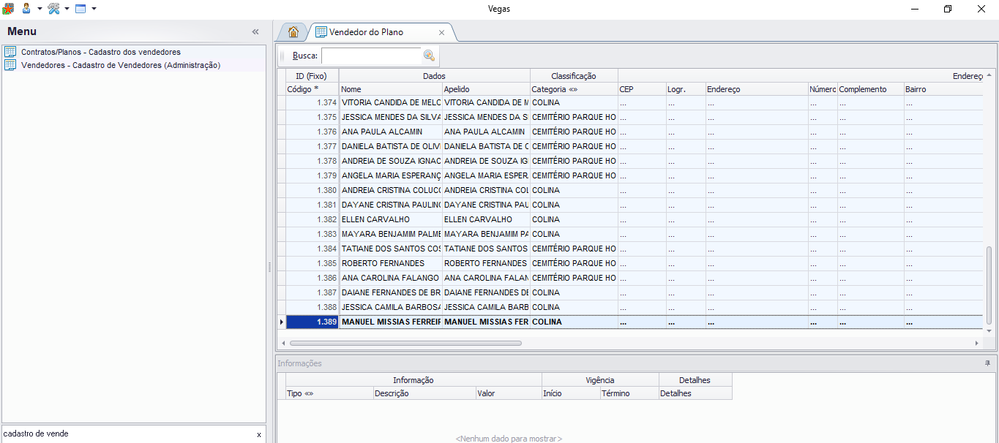 Vegas
Menu «
Contratos/Planos - Cadastro dos vendedores
Vendedores - Cadastro de Vendedores (Administração)
cadastro de vende x
Vendedor do Plano
Busca:
ID (Fixo) Dados Classificação Endereço
Código * Nome Apelido Categoria «» CEP Logr. Endereço Número Complemento Bairro
1.374 VITORIA CANDIDA DE MELO VITORIA CANDIDA DE M COLINA ... ... ... ... ... ...
1.375 JESSICA MENDES DA SILVA JESSICA MENDES DA S CEMITÉRIO PARQUE HO ... ... ... ... ... ...
1.376 ANA PAULA ALCAMIN ANA PAULA ALCAMIN CEMITÉRIO PARQUE HO ... ... ... ... ... ...
1.377 DANIELA BATISTA DE OLIV DANIELA BATISTA DE O CEMITÉRIO PARQUE HO ... ... ... ... ... ...
1.378 ANDREIA DE SOUZA IGNAC ANDREIA DE SOUZA IG CEMITÉRIO PARQUE HO ... ... ... ... ... ...
1.379 ANGELA MARIA ESPERANÇ ANGELA MARIA ESPER CEMITÉRIO PARQUE HO ... ... ... ... ... ...
1.380 ANDREIA CRISTINA COLUCC ANDREIA CRISTINA COL COLINA ... ... ... ... ... ...
1.381 DAYANE CRISTINA PAULINO DAYANE CRISTINA PAU COLINA ... ... ... ... ... ...
1.382 ELLEN CARVALHO ELLEN CARVALHO COLINA ... ... ... ... ... ...
1.383 MAYARA BENJAMIM PALME MAYARA BENJAMIM PA COLINA ... ... ... ... ... ...
1.384 TATIANE DOS SANTOS COS TATIANE DOS SANTOS CEMITÉRIO PARQUE HO ... ... ... ... ... ...
1.385 ROBERTO FERNANDES ROBERTO FERNANDES CEMITÉRIO PARQUE HO ... ... ... ... ... ...
1.386 ANA CAROLINA FALANGO ANA CAROLINA FALAN CEMITÉRIO PARQUE HO ... ... ... ... ... ...
1.387 DAIANE FERNANDES DE BR DAIANE FERNANDES DE COLINA ... ... ... ... ... ...
1.388 JESSICA CAMILA BARBOSA JESSICA CAMILA BARB COLINA ... ... ... ... ... ...
1.389 MANUEL MISSIAS FERREIR MANUEL MISSIAS FER COLINA ... ... ... ... ... ...
Informações
Informação Vigência Detalhes
Tipo «» Descrição Valor Início Término Detalhes
<Nenhum dado para mostrar>